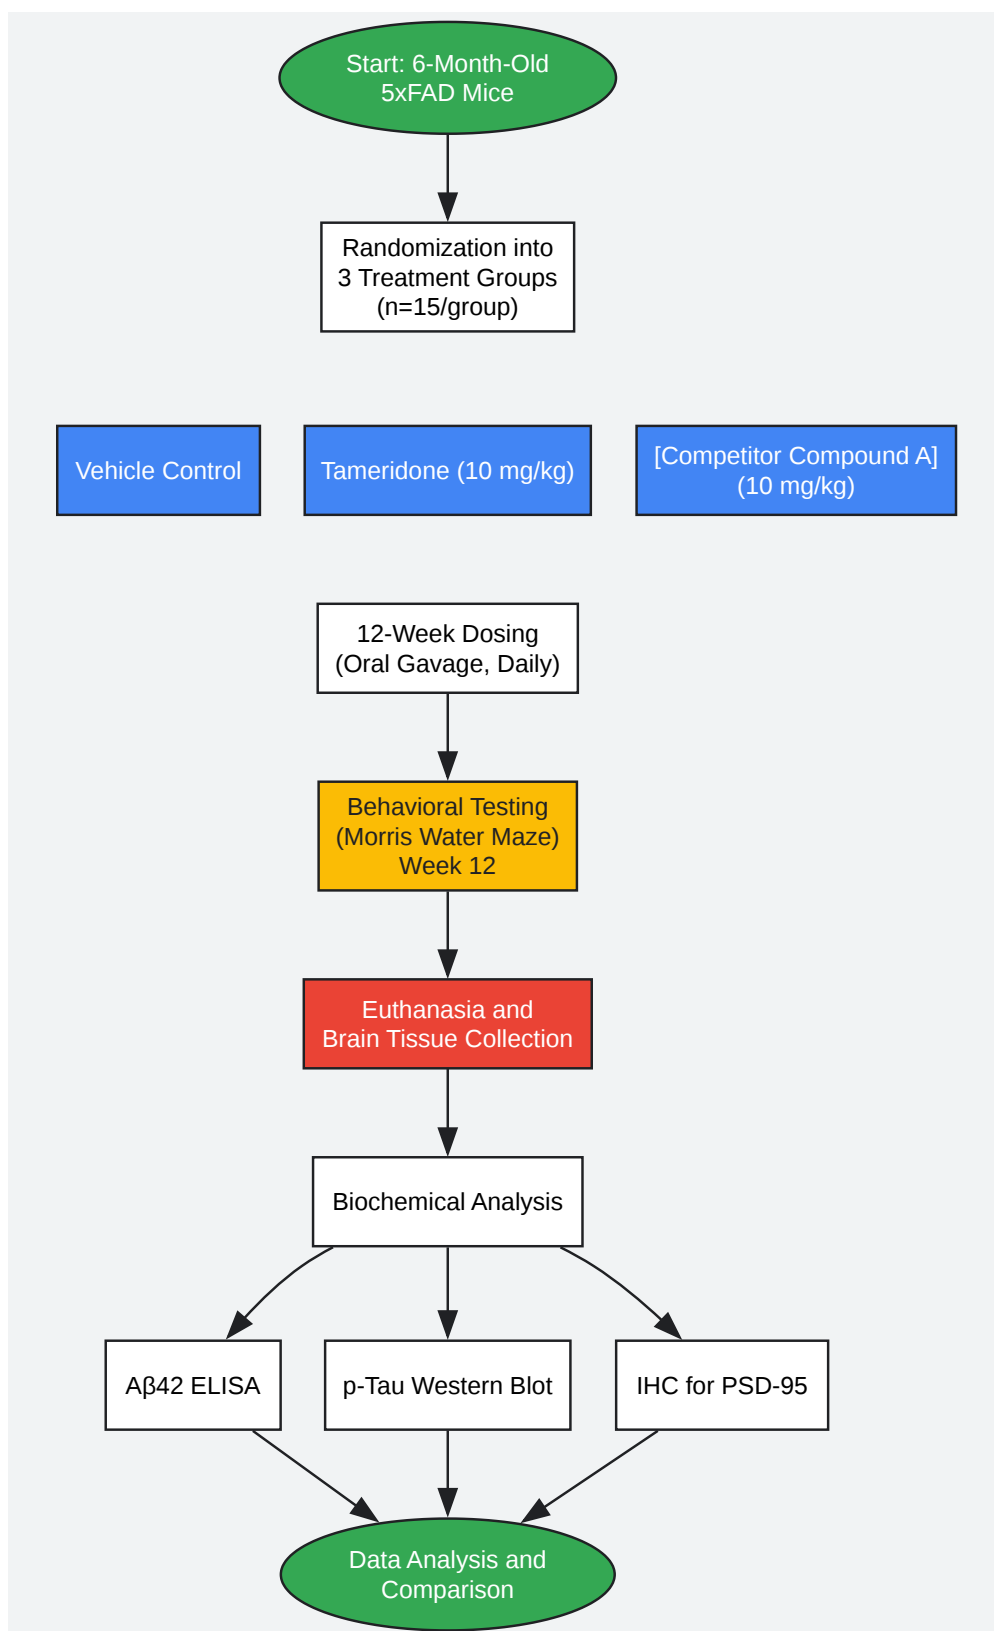 Start: 6-Month-Old
5xFAD Mice
Randomization into
3 Treatment Groups
(n=15/group)
Vehicle Control
Tameridone (10 mg/kg)
[Competitor Compound A]
(10 mg/kg)
12-Week Dosing
(Oral Gavage, Daily)
Behavioral Testing
(Morris Water Maze)
Week 12
Euthanasia and
Brain Tissue Collection
Biochemical Analysis
Aβ42 ELISA
p-Tau Western Blot
IHC for PSD-95
Data Analysis and
Comparison